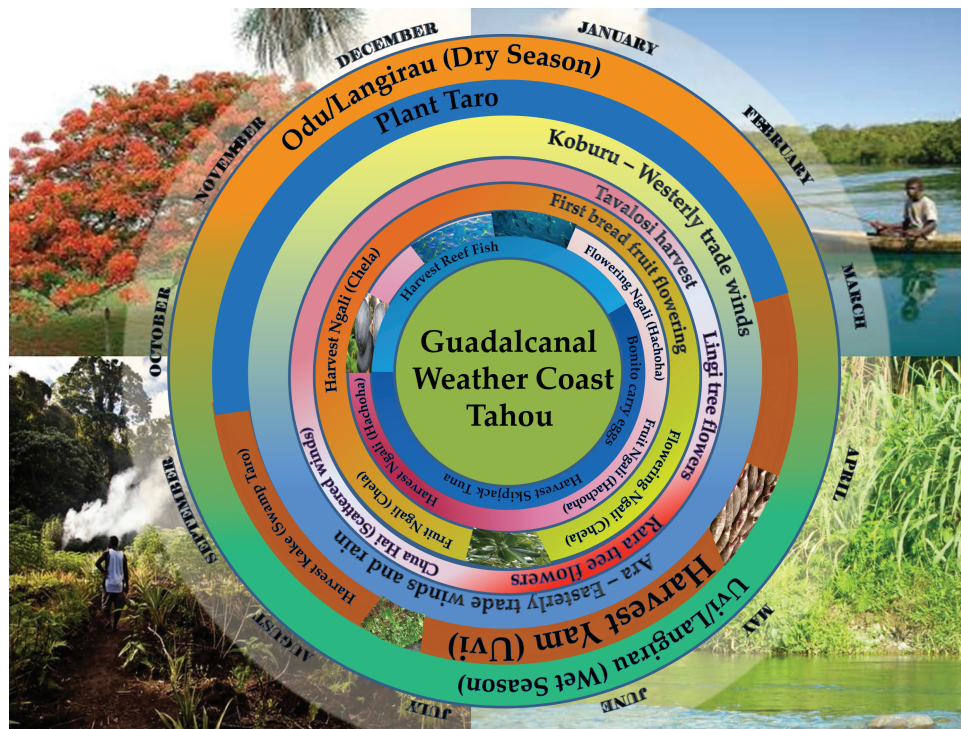 JANUARY
FEBRUARY
MARCH
APRIL
MAY
JUNE
JULY
AUGUST
SEPTEMBER
OCTOBER
NOVEMBER
DECEMBER
Odu/Langirau (Dry Season)
Uvi/Langirau (Wet Season)
Plant Taro
Harvest Yam (Uvi)
Harvest Kake (Swamp Taro)
Koburu – Westerly trade winds
Ara – Easterly trade winds and rain
Tavalosi harvest
Lingi tree flowers
Rara tree flowers
Chua Hai (Scattered winds)
First bread fruit flowering
Flowering Ngali (Chela)
Fruit Ngali (Chela)
Harvest Ngali (Chela)
Flowering Ngali (Hachoha)
Fruit Ngali (Hachoha)
Harvest Ngali (Hachoha)
Harvest Reef Fish
Bonito carry eggs
Harvest Skipjack Tuna
Guadalcanal
Weather Coast
Tahou